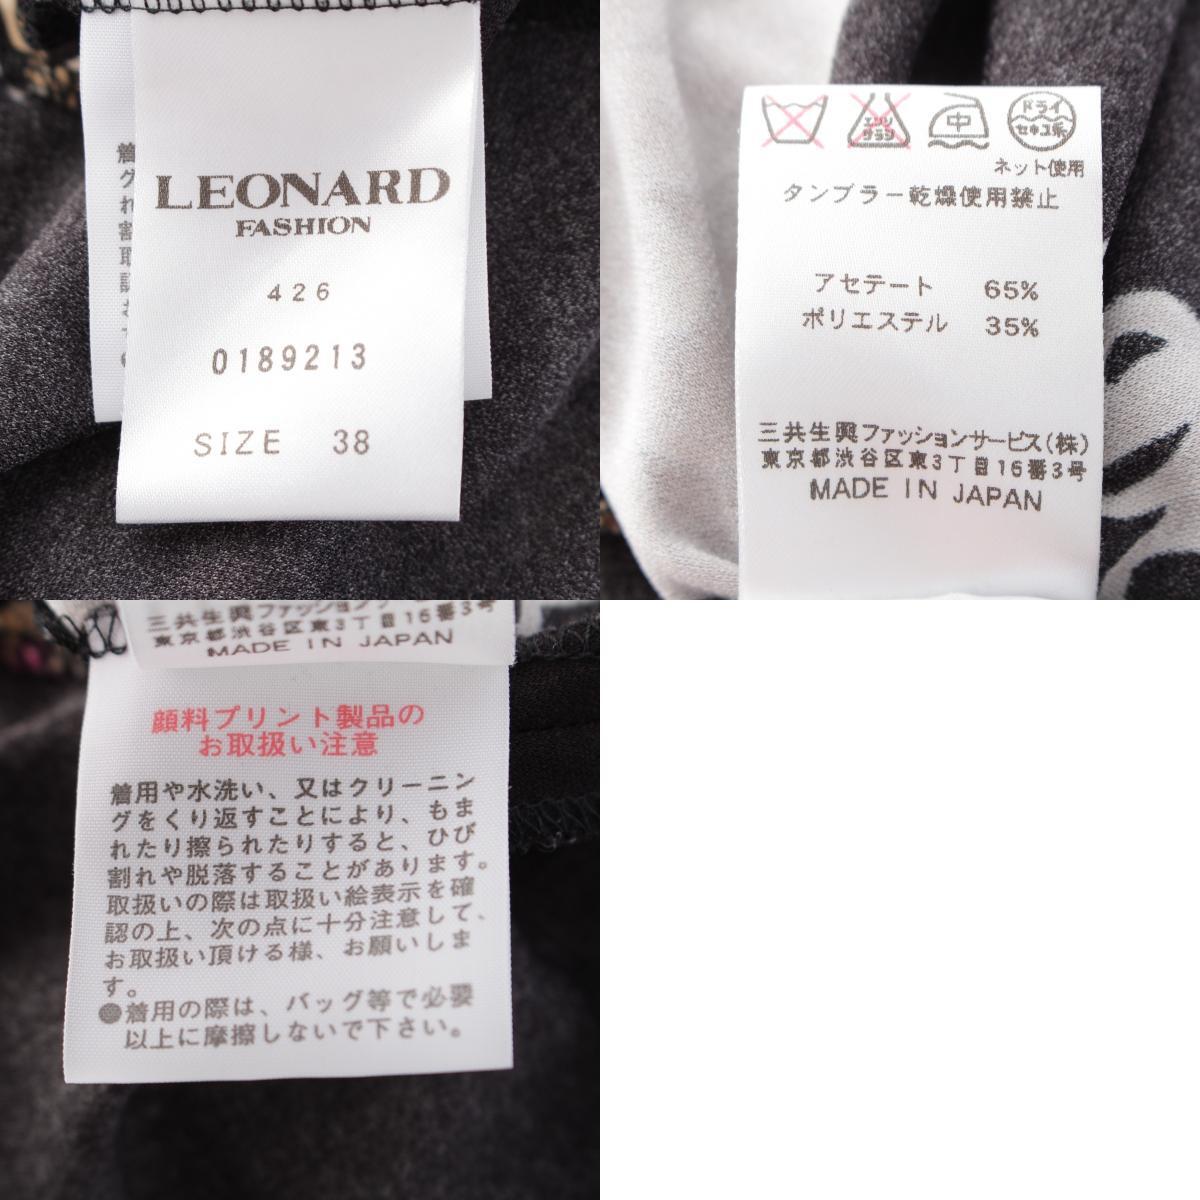 LEONARD
FASHION
426
0189213
SIZE 38
エンソ
サラシ
中
ドライ
セキユ系
ネット使用
タンブラー乾燥使用禁止
アセテート 65%
ポリエステル 35%
三共生興ファッションサービス(株)
東京都渋谷区東3丁目16番3号
MADE IN JAPAN
三共生興ファッションサービス
東京都渋谷区東3丁目16番3号
MADE IN JAPAN
顔料プリント製品の
お取扱い注意
着用や水洗い、又はクリーニン
グをくり返すことにより、もま
れたり擦られたりすると、ひび
割れや脱落することがあります。
取扱いの際は取扱い絵表示を確
認の上、次の点に十分注意して、
お取扱い頂ける様、お願いしま
す。
●着用の際は、バッグ等で必要
以上に摩擦しないで下さい。